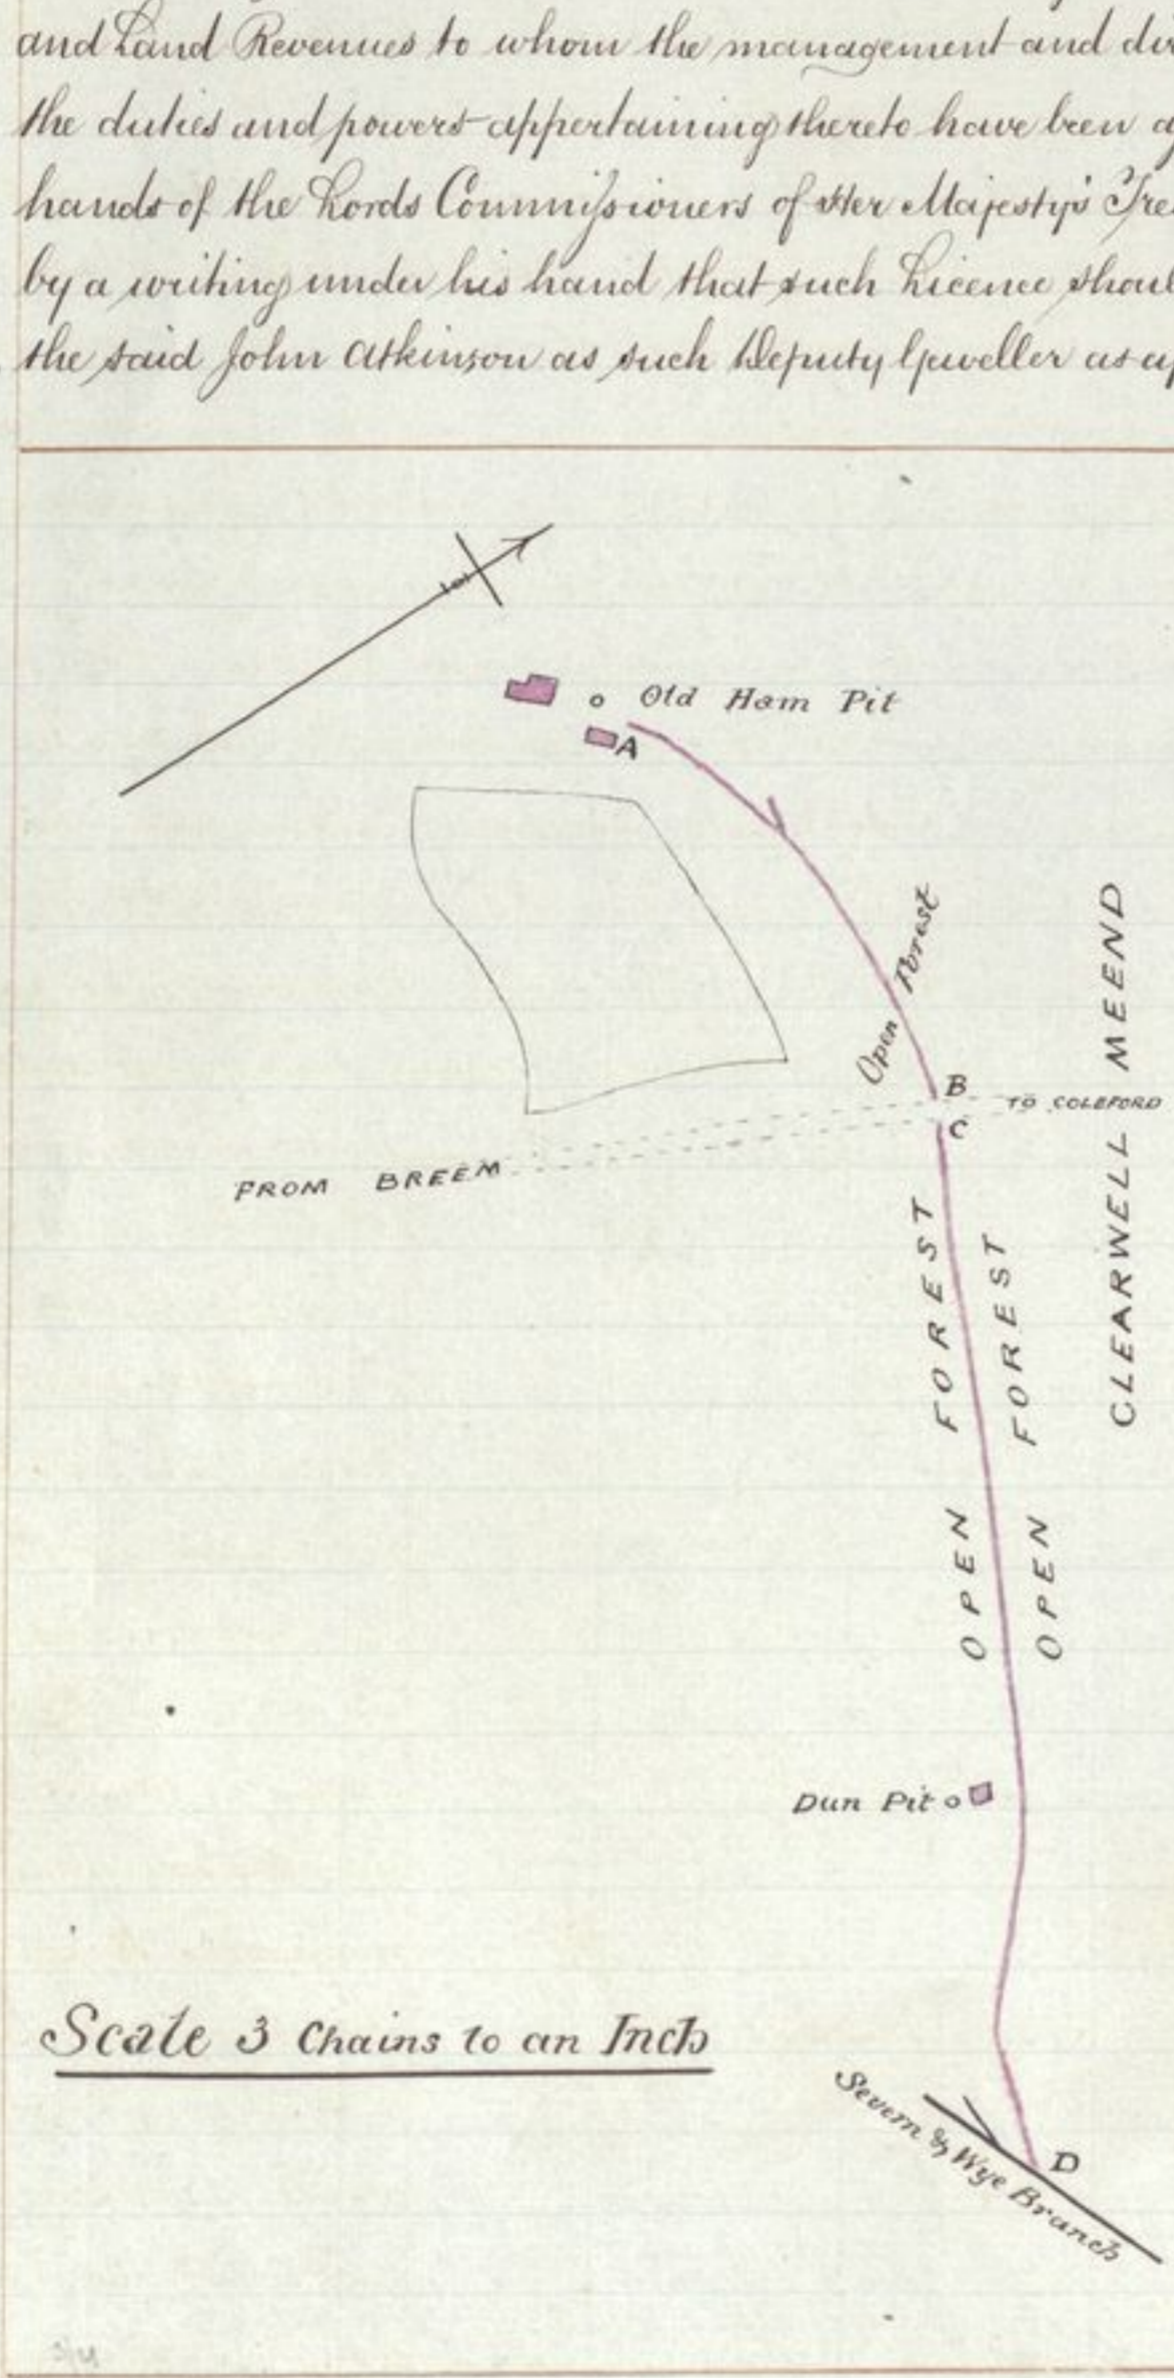 and Land Revenues to whom the management and
the duties and powers appertaining thereto have been
hands of the Lords Commissioners of Her Majesty's Tre
by a writing under his hand that such Licence shoul
the said John Atkinson as such Deputy Gaveller as
Old Ham Pit
A
Open Forest
B
TO COLEFORD
C
FROM BREEM
CLEARWELL MEEND
OPEN FOREST
OPEN FOREST
Dun Pit
Scale 3 Chains to an Inch
Severn & Wye Branch
D